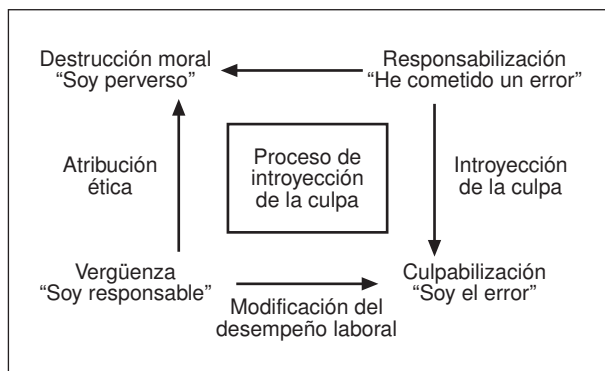 Destrucción moral
“Soy perverso”
Responsabilización
“He cometido un error”
Atribución
ética
Proceso de
introyección
de la culpa
Introyección
de la culpa
Vergüenza
“Soy responsable”
Culpabilización
“Soy el error”
Modificación del
desempeño laboral